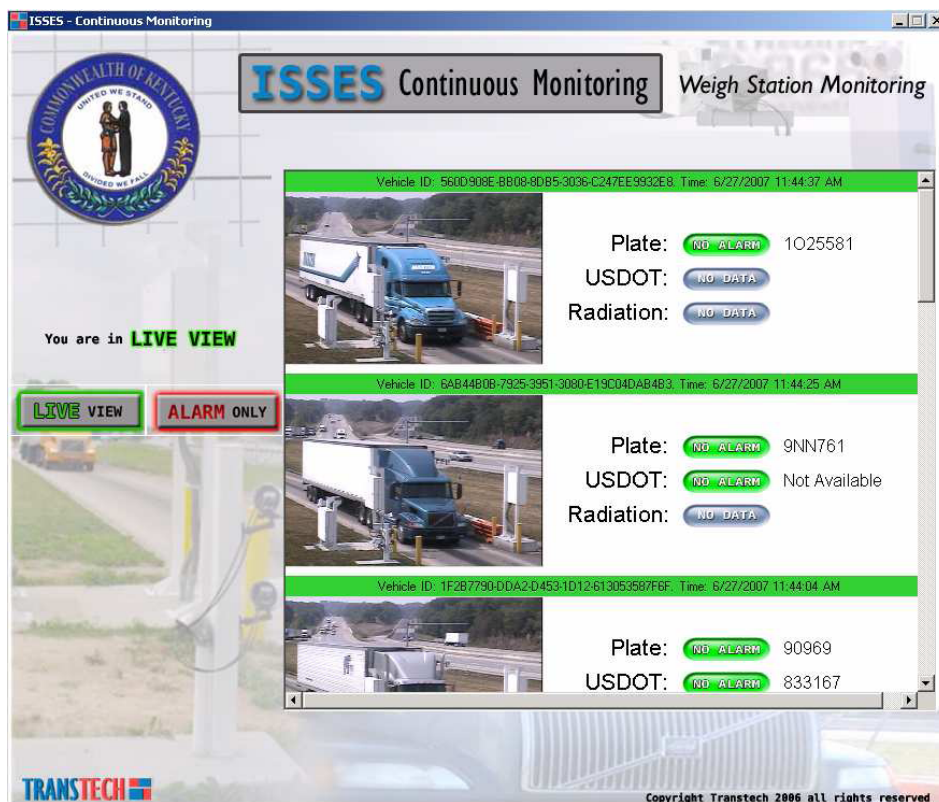 ISSES - Continuous Monitoring
COMMONWEALTH OF KENTUCKY
UNITED WE STAND
DIVIDED WE FALL
ISSES Continuous Monitoring
Weigh Station Monitoring
You are in LIVE VIEW
LIVE VIEW
ALARM ONLY
Vehicle ID: 560D908E-BB08-8DB5-3036-C247EE9932E8, Time: 6/27/2007 11:44:37 AM
Plate: NO ALARM 1O25581
USDOT: NO DATA
Radiation: NO DATA
Vehicle ID: 6AB44B0B-7925-3951-3080-E19C04DAB4B3, Time: 6/27/2007 11:44:25 AM
Plate: NO ALARM 9NN761
USDOT: NO ALARM Not Available
Radiation: NO DATA
Vehicle ID: 1F2B7790-DDA2-D453-1D12-613053587F6F, Time: 6/27/2007 11:44:04 AM
Plate: NO ALARM 90969
USDOT: NO ALARM 833167
TRANSTECH
Copyright Transtech 2006 all rights reserved